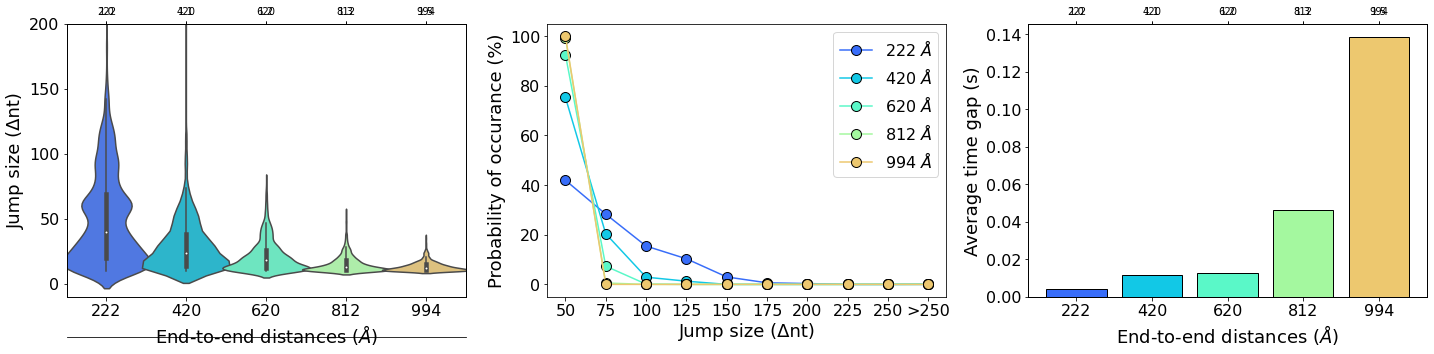 200
150
100
50
0
Jump size (Δnt)
222 420 620 812 994
End-to-end distances (Å)
100
80
60
40
20
0
Probability of occurance (%)
222 Å
420 Å
620 Å
812 Å
994 Å
50 75 100 125 150 175 200 225 250 >250
Jump size (Δnt)
0.14
0.12
0.10
0.08
0.06
0.04
0.02
0.00
Average time gap (s)
222 420 620 812 994
End-to-end distances (Å)